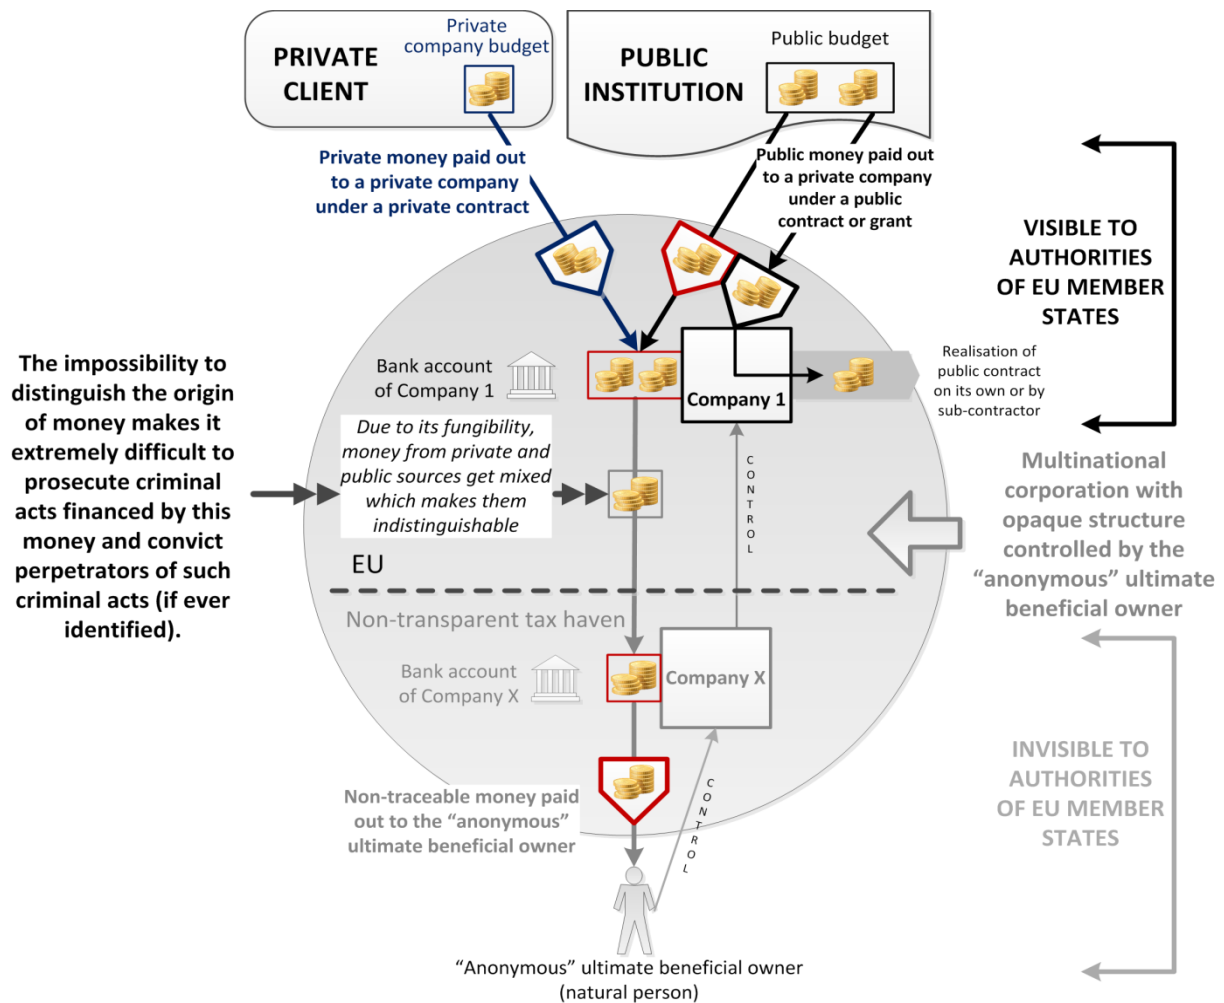 PRIVATE
CLIENT
Private
company budget
PUBLIC
INSTITUTION
Public budget
Private money paid out
to a private company
under a private contract
Public money paid out
to a private company
under a public
contract or grant
VISIBLE TO
AUTHORITIES
OF EU MEMBER
STATES
Bank account
of Company 1
Company 1
Realisation of
public contract
on its own or by
sub-contractor
The impossibility to
distinguish the origin
of money makes it
extremely difficult to
prosecute criminal
acts financed by this
money and convict
perpetrators of such
criminal acts (if ever
identified).
Due to its fungibility,
money from private and
public sources get mixed
which makes them
indistinguishable
CONTROL
Multinational
corporation with
opaque structure
controlled by the
“anonymous” ultimate
beneficial owner
EU
Non-transparent tax haven
Bank account
of Company X
Company X
INVISIBLE TO
AUTHORITIES
OF EU MEMBER
STATES
Non-traceable money paid
out to the “anonymous”
ultimate beneficial owner
CONTROL
“Anonymous” ultimate beneficial owner
(natural person)